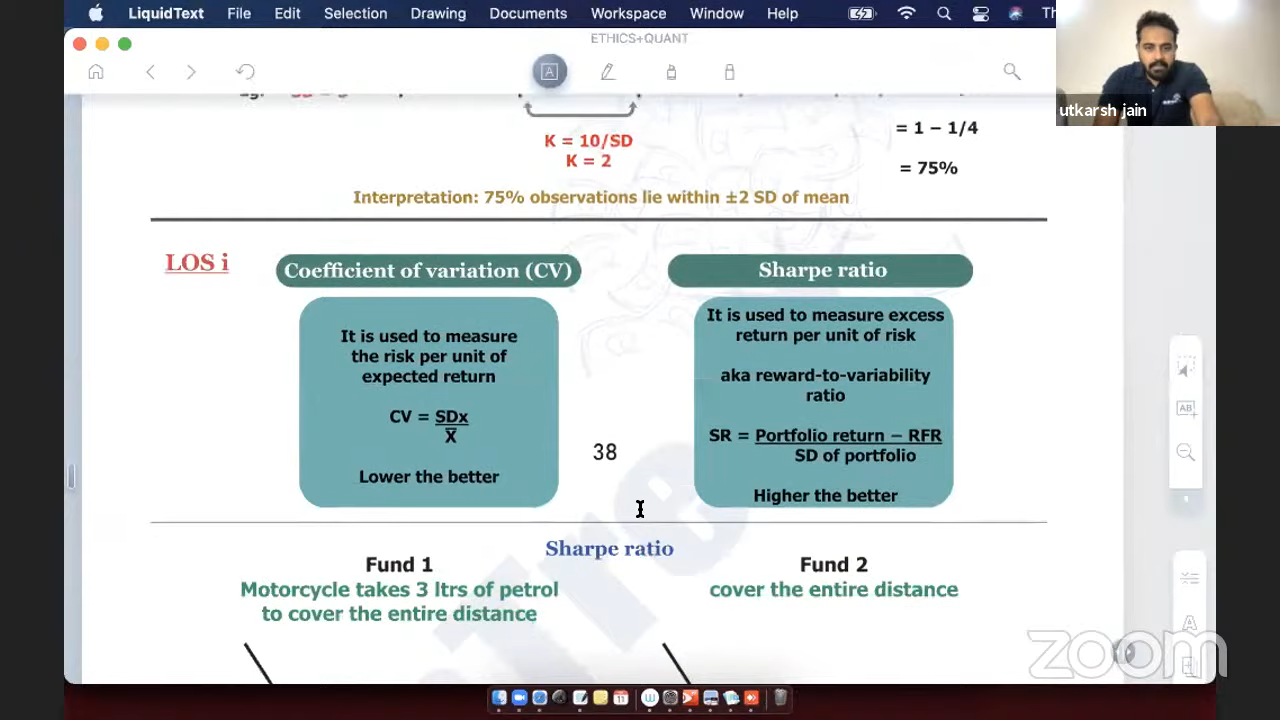 LiquidText File Edit Selection Drawing Documents Workspace Window Help
ETHICS+QUANT
utkarsh jain
K = 10/SD
K = 2
= 1 − 1/4
= 75%
Interpretation: 75% observations lie within ±2 SD of mean
LOS i
Coefficient of variation (CV)
Sharpe ratio
It is used to measure
the risk per unit of
expected return
CV = SDx
X̅
Lower the better
38
It is used to measure excess
return per unit of risk
aka reward-to-variability
ratio
SR = Portfolio return − RFR
SD of portfolio
Higher the better
Sharpe ratio
Fund 1
Motorcycle takes 3 ltrs of petrol
to cover the entire distance
Fund 2
cover the entire distance
zoom